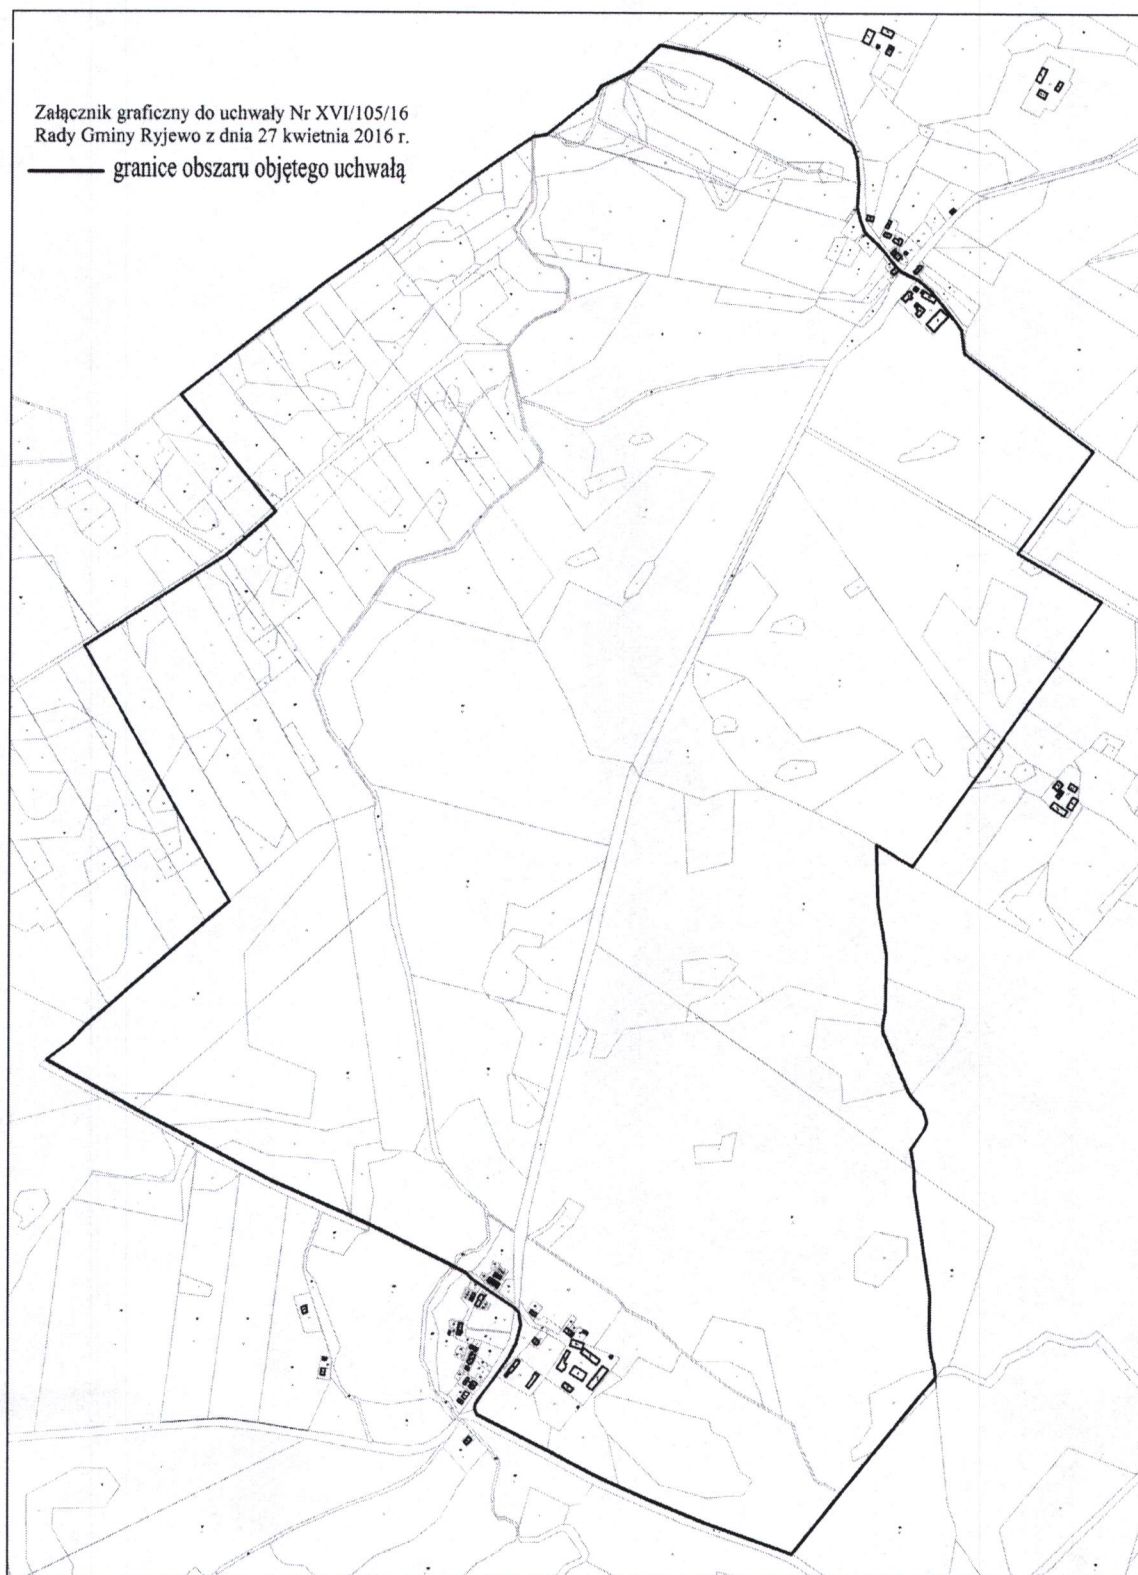 Załącznik graficzny do uchwały Nr XVI/105/16
Rady Gminy Ryjewo z dnia 27 kwietnia 2016 r.
granice obszaru objętego uchwałą